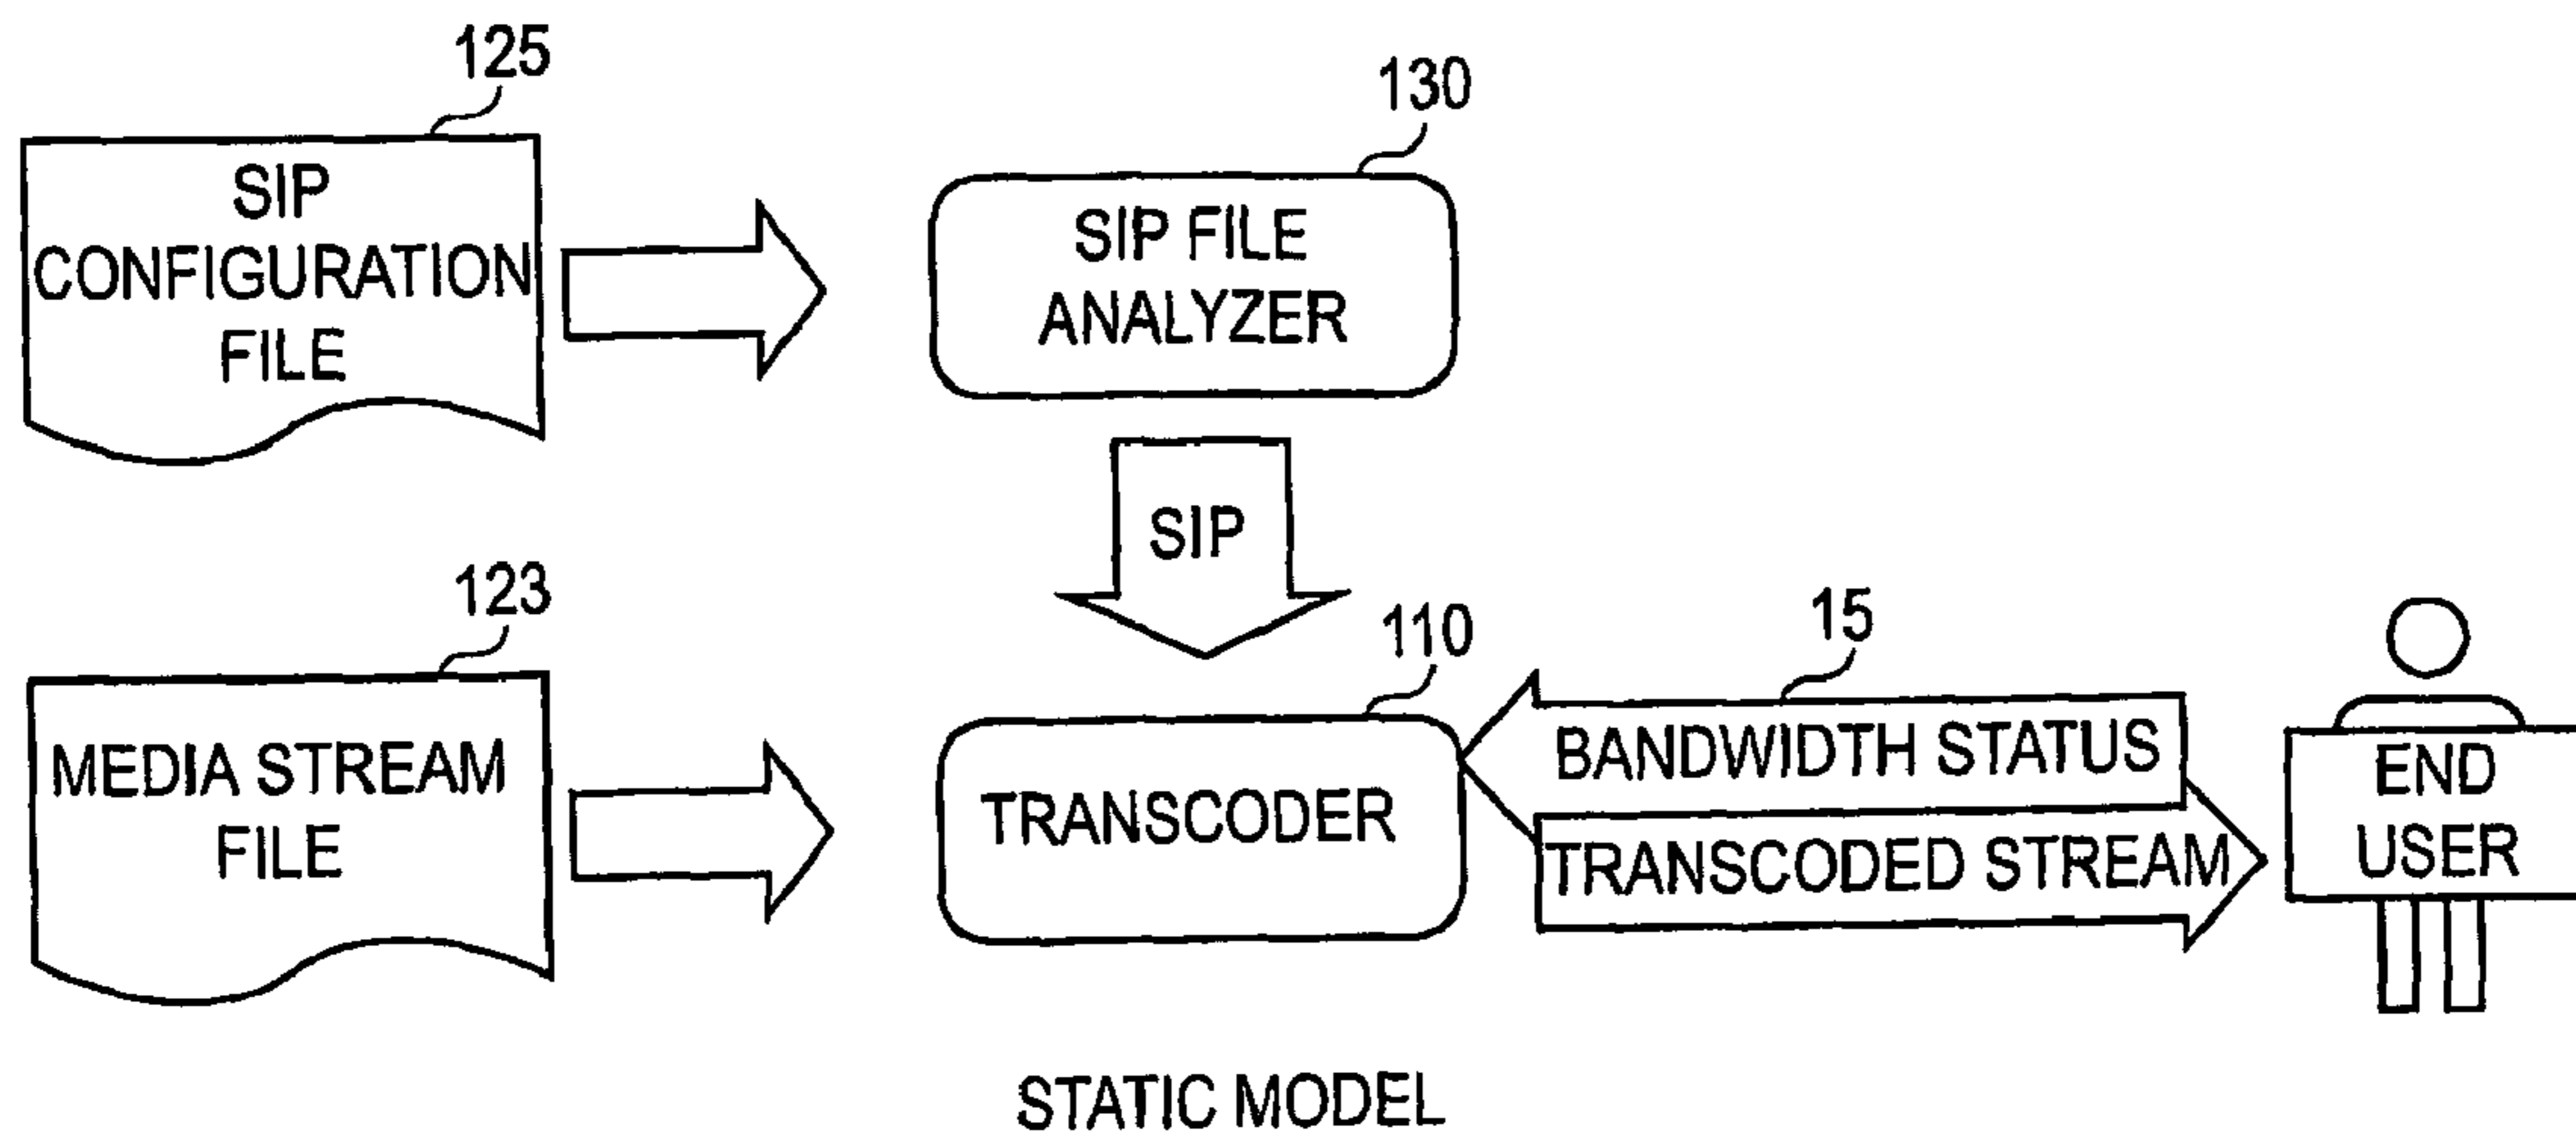 125
SIP
CONFIGURATION
FILE
130
SIP FILE
ANALYZER
SIP
123
MEDIA STREAM
FILE
110
TRANSCODER
15
BANDWIDTH STATUS
TRANSCODED STREAM
END
USER
STATIC MODEL